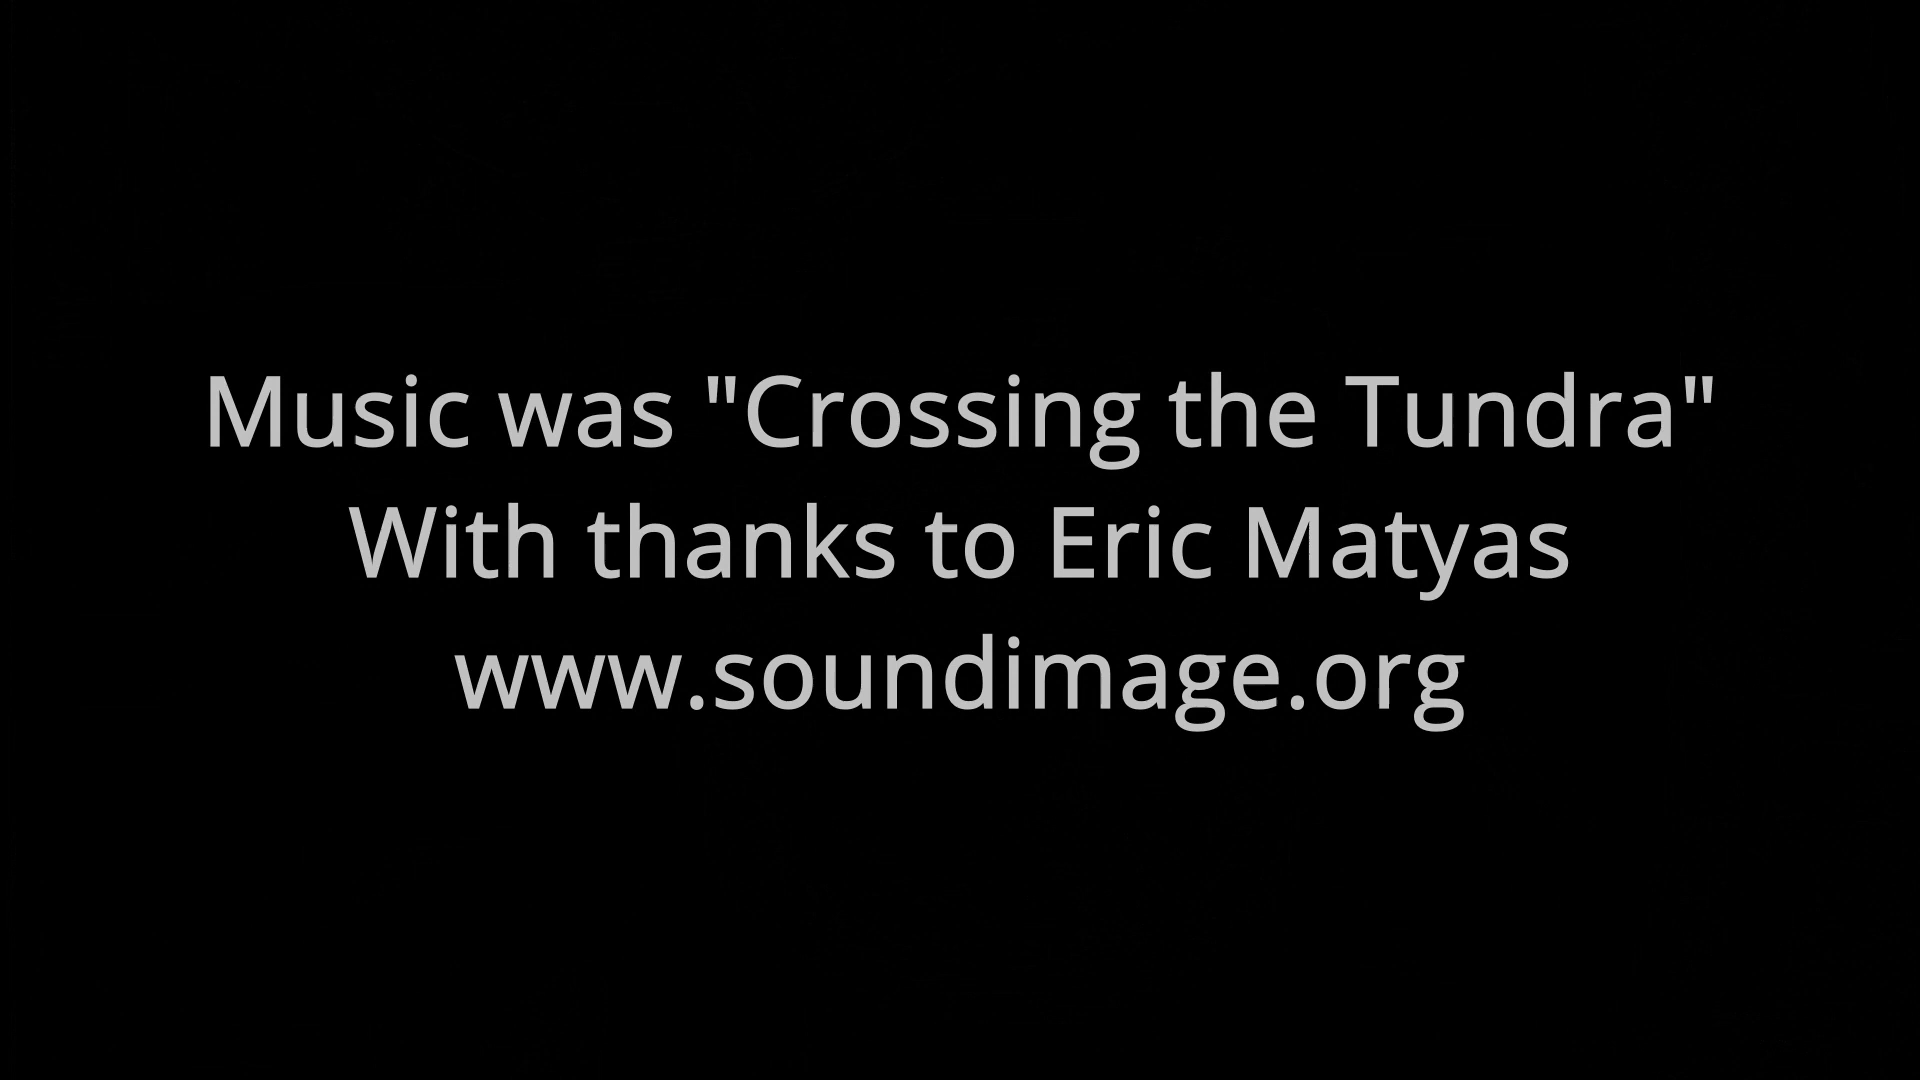 Music was "Crossing the Tundra"
With thanks to Eric Matyas
www.soundimage.org